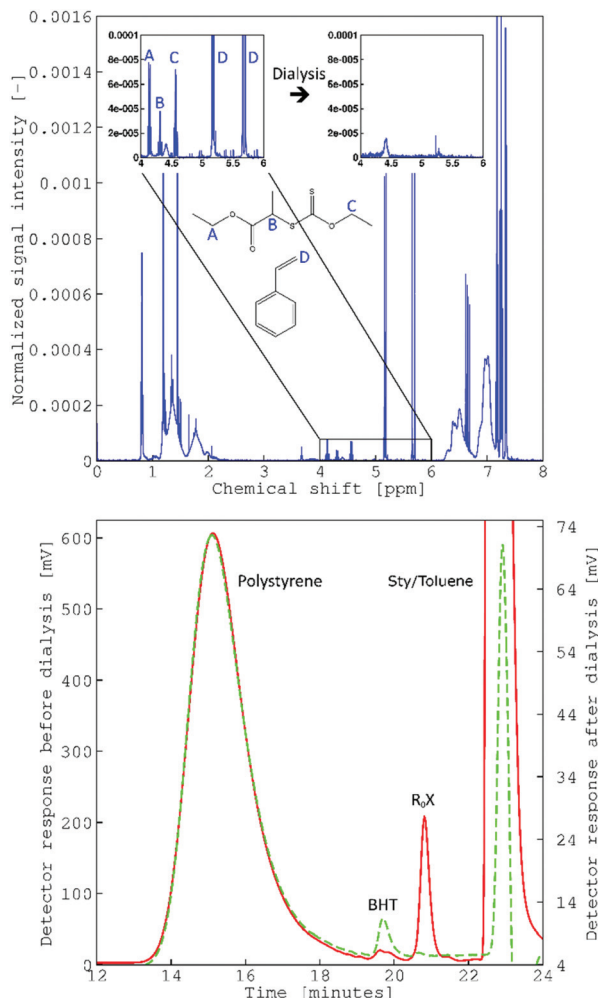 Normalized signal intensity [-]
0.0016
0.0014
0.0012
0.001
0.0008
0.0006
0.0004
0.0002
0
0.0001
8e-005
6e-005
4e-005
2e-005
0
A
B
C
D
D
4 4.5 5 5.5 6
Dialysis
0.0001
8e-005
6e-005
4e-005
2e-005
0
4 4.5 5 5.5 6
A
O
O
B
S
S
O
C
D
0 1 2 3 4 5 6 7 8
Chemical shift [ppm]
Detector response before dialysis [mV]
600
500
400
300
200
100
0
Polystyrene
Sty/Toluene
R₀X
BHT
74
64
54
44
34
24
14
4
Detector response after dialysis [mV]
12 14 16 18 20 22 24
Time [minutes]